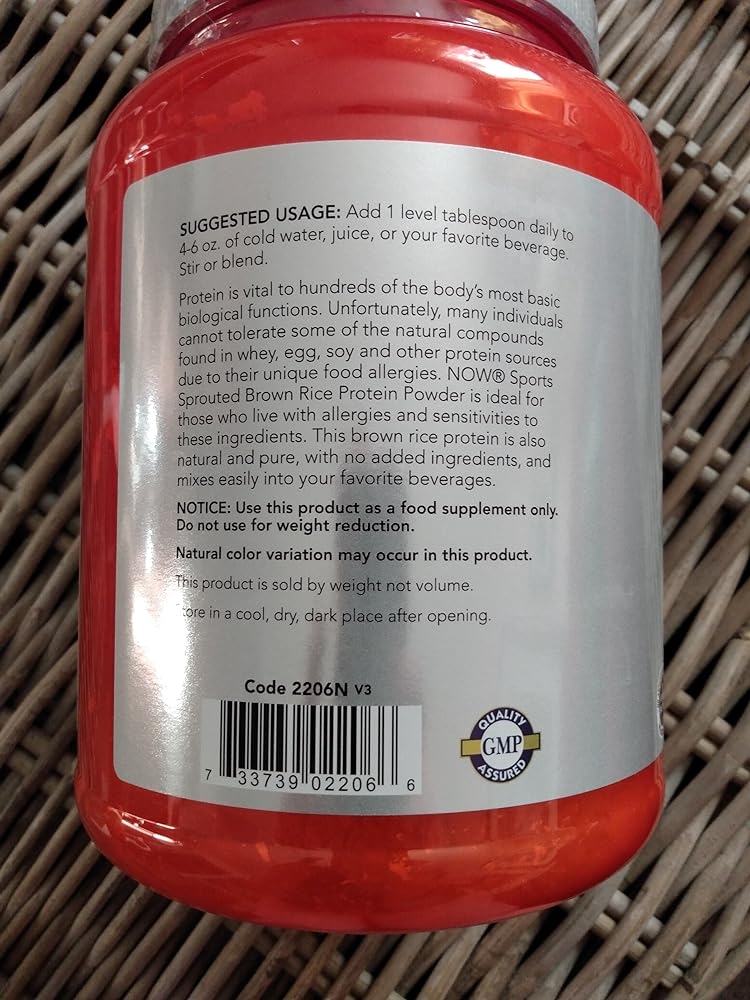 SUGGESTED USAGE: Add 1 level tablespoon daily to
4-6 oz. of cold water, juice, or your favorite beverage.
Stir or blend.
Protein is vital to hundreds of the body's most basic
biological functions. Unfortunately, many individuals
cannot tolerate some of the natural compounds
found in whey, egg, soy and other protein sources
due to their unique food allergies. NOW® Sports
Sprouted Brown Rice Protein Powder is ideal for
those who live with allergies and sensitivities to
these ingredients. This brown rice protein is also
natural and pure, with no added ingredients, and
mixes easily into your favorite beverages.
NOTICE: Use this product as a food supplement only.
Do not use for weight reduction.
Natural color variation may occur in this product.
This product is sold by weight not volume.
Store in a cool, dry, dark place after opening.
Code 2206N V3
7 33739 02206 6
QUALITY
GMP
ASSURED